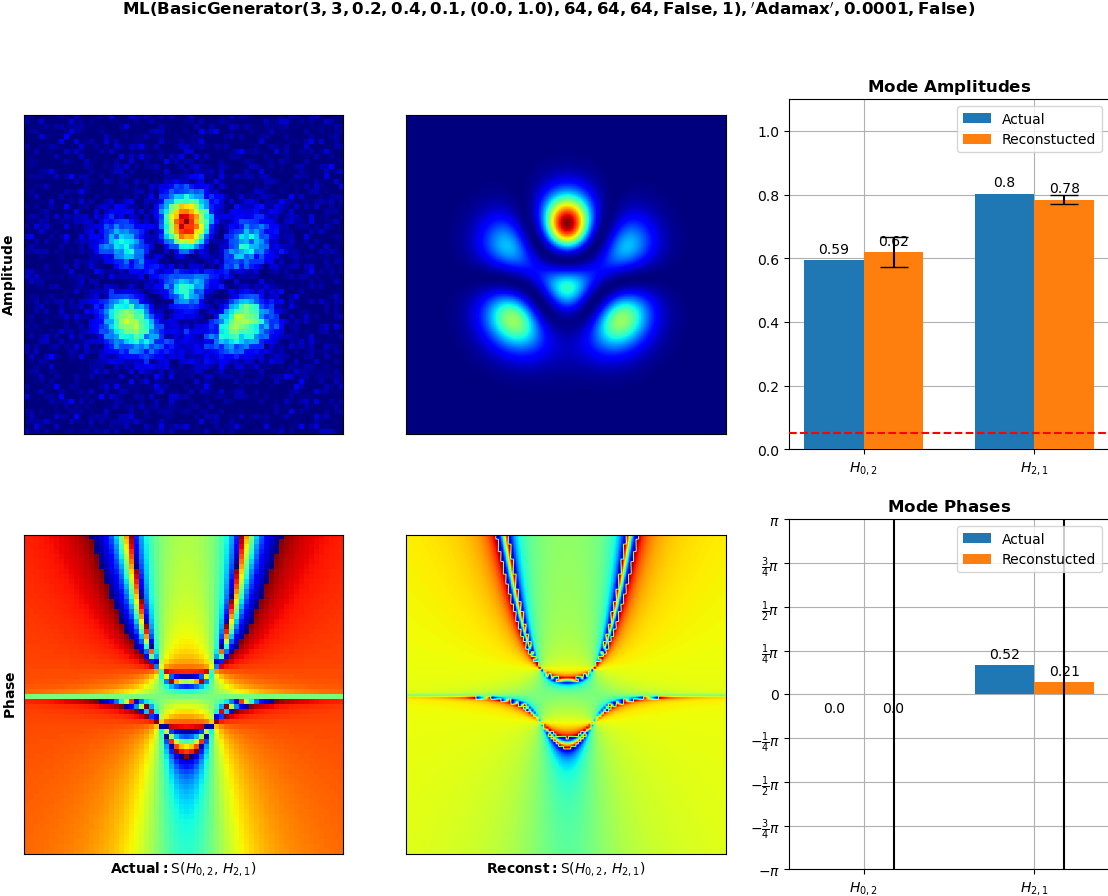 ML(BasicGenerator(3, 3, 0.2, 0.4, 0.1, (0.0, 1.0), 64, 64, 64, False, 1), 'Adamax', 0.0001, False)
Amplitude
Mode Amplitudes
Actual
Reconstucted
1.0
0.8
0.6
0.4
0.2
0.0
0.59
0.62
0.8
0.78
H0, 2
H2, 1
Phase
Actual: S(H0, 2, H2, 1)
Reconst: S(H0, 2, H2, 1)
Mode Phases
Actual
Reconstucted
π
3/4π
1/2π
1/4π
0
−1/4π
−1/2π
−3/4π
−π
0.0
0.0
0.52
0.21
H0, 2
H2, 1